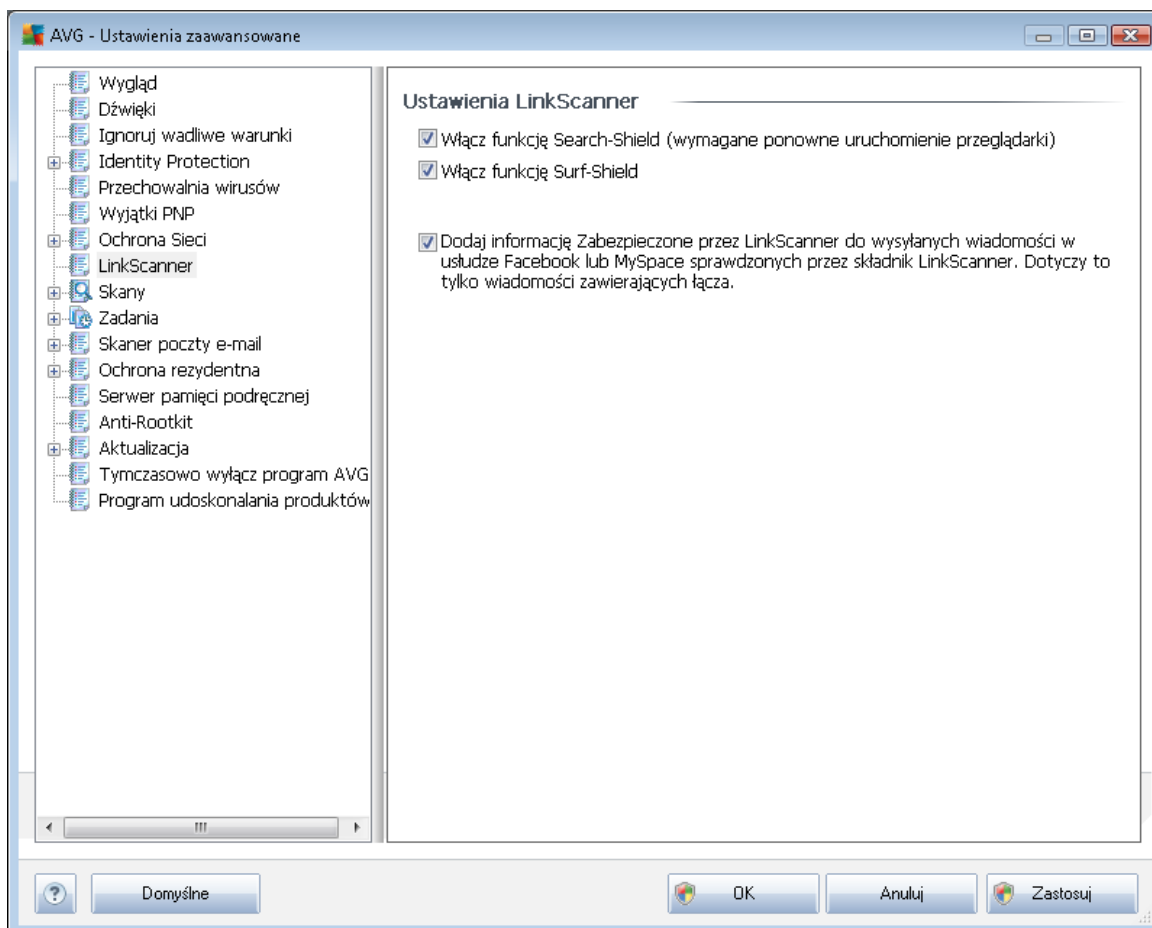 AVG - Ustawienia zaawansowane
Wygląd
Dźwięki
Ignoruj wadliwe warunki
Identity Protection
Przechowalnia wirusów
Wyjątki PNP
Ochrona Sieci
LinkScanner
Skany
Zadania
Skaner poczty e-mail
Ochrona rezydentna
Serwer pamięci podręcznej
Anti-Rootkit
Aktualizacja
Tymczasowo wyłącz program AVG
Program udoskonalania produktów
Ustawienia LinkScanner
Włącz funkcję Search-Shield (wymagane ponowne uruchomienie przeglądarki)
Włącz funkcję Surf-Shield
Dodaj informację Zabezpieczone przez LinkScanner do wysyłanych wiadomości w
usłudze Facebook lub MySpace sprawdzonych przez składnik LinkScanner. Dotyczy to
tylko wiadomości zawierających łącza.
?
Domyślne
OK
Anuluj
Zastosuj